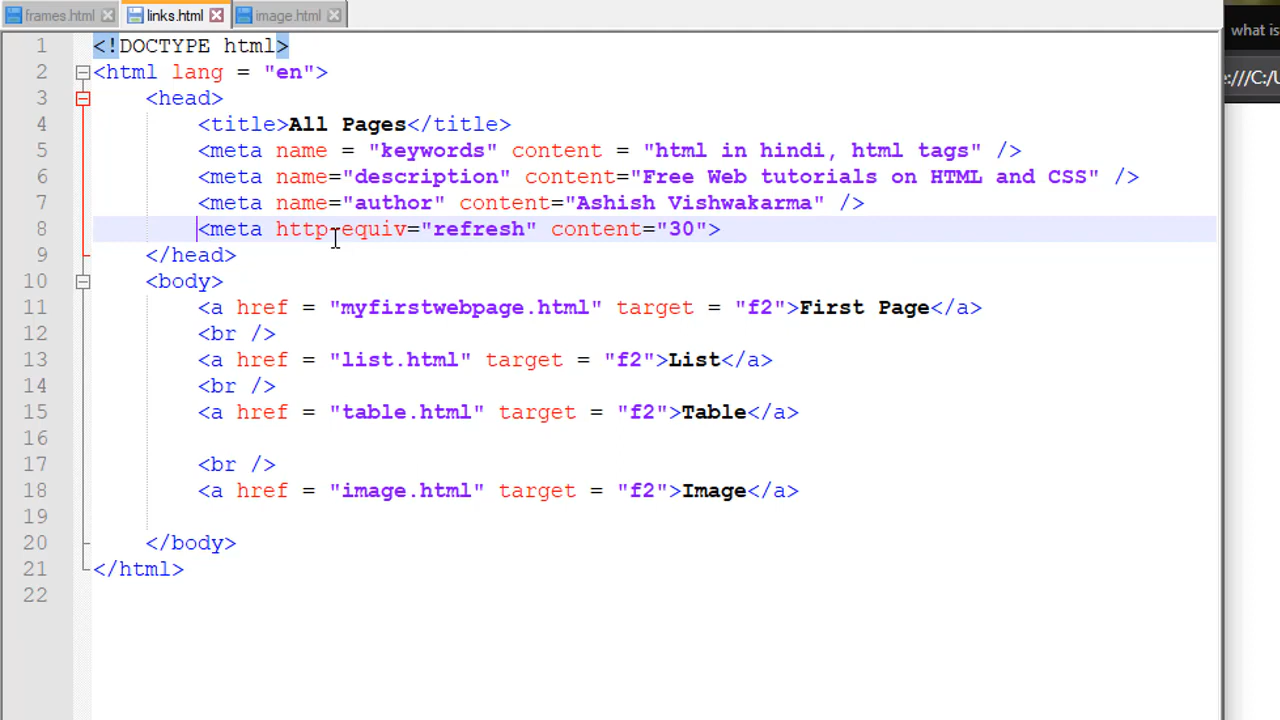 frames.html links.html image.html
what is
1 <!DOCTYPE html>
:///C:/U
2 <html lang = "en">
3 <head>
4 <title>All Pages</title>
5 <meta name = "keywords" content = "html in hindi, html tags" />
6 <meta name="description" content="Free Web tutorials on HTML and CSS" />
7 <meta name="author" content="Ashish Vishwakarma" />
8 <meta http-equiv="refresh" content="30">
9 </head>
10 <body>
11 <a href = "myfirstwebpage.html" target = "f2">First Page</a>
12 <br />
13 <a href = "list.html" target = "f2">List</a>
14 <br />
15 <a href = "table.html" target = "f2">Table</a>
16
17 <br />
18 <a href = "image.html" target = "f2">Image</a>
19
20 </body>
21 </html>
22